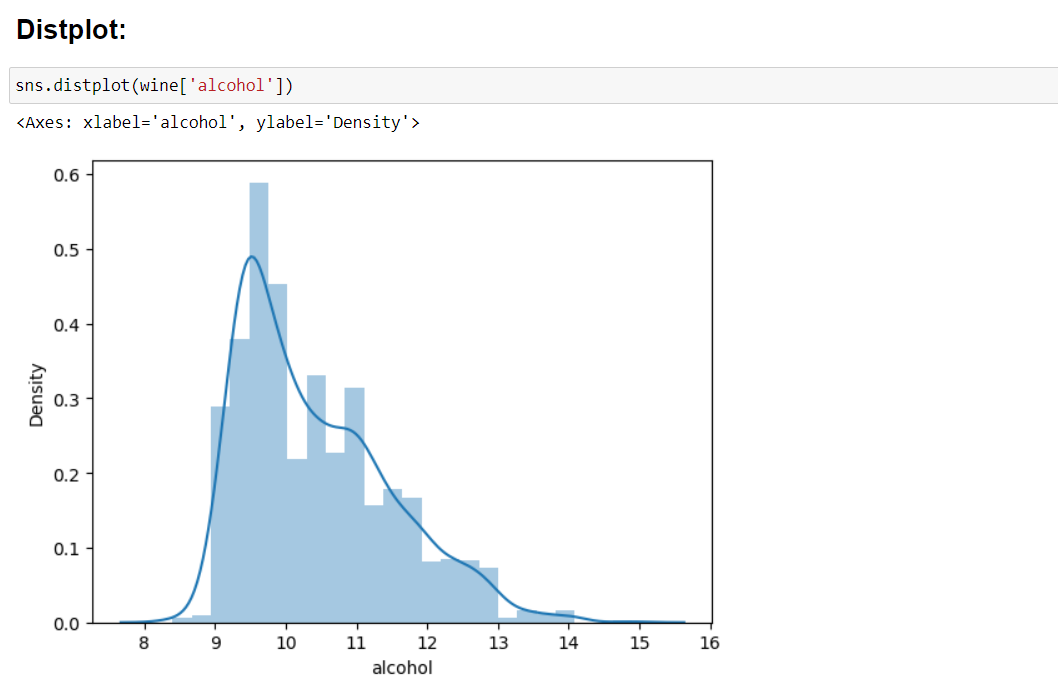 Distplot:
sns.distplot(wine['alcohol'])
<Axes: xlabel='alcohol', ylabel='Density'>
0.6
0.5
0.4
0.3
0.2
0.1
0.0
Density
8 9 10 11 12 13 14 15 16
alcohol